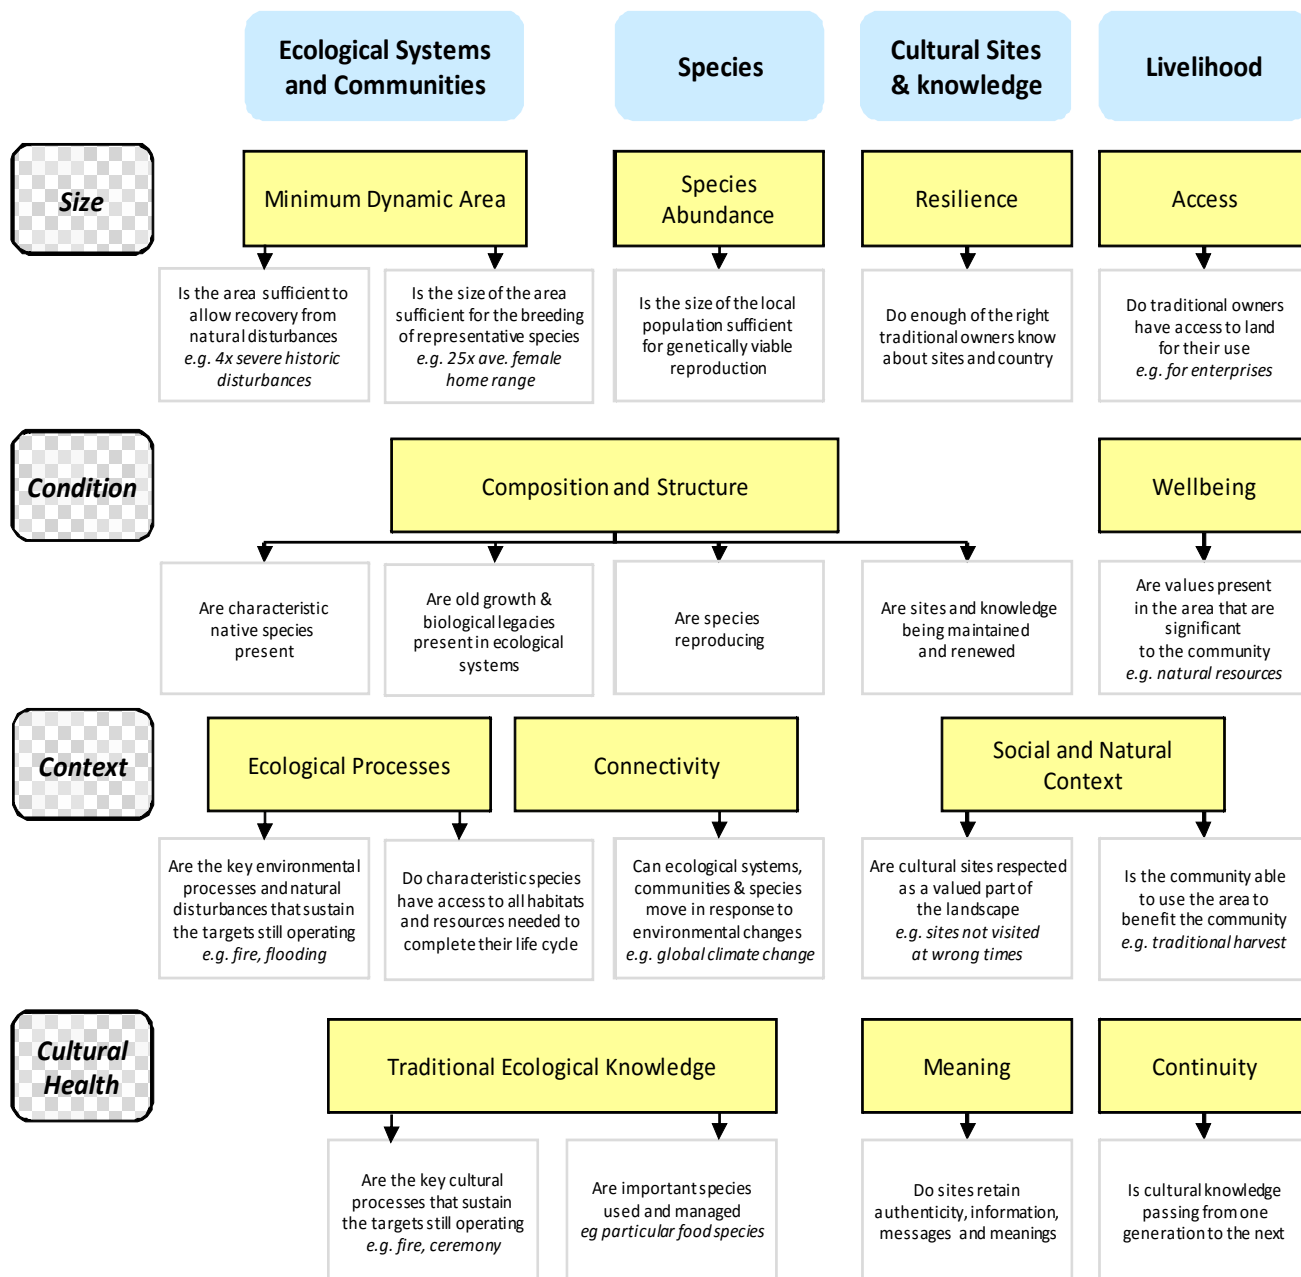 Ecological Systems
and Communities
Species
Cultural Sites
& knowledge
Livelihood
Size
Minimum Dynamic Area
Species
Abundance
Resilience
Access
Is the area sufficient to
allow recovery from
natural disturbances
e.g. 4x severe historic
disturbances
Is the size of the area
sufficient for the breeding
of representative species
e.g. 25x ave. female
home range
Is the size of the local
population sufficient
for genetically viable
reproduction
Do enough of the right
traditional owners know
about sites and country
Do traditional owners
have access to land
for their use
e.g. for enterprises
Condition
Composition and Structure
Wellbeing
Are characteristic
native species
present
Are old growth &
biological legacies
present in ecological
systems
Are species
reproducing
Are sites and knowledge
being maintained
and renewed
Are values present
in the area that are
significant
to the community
e.g. natural resources
Context
Ecological Processes
Connectivity
Social and Natural
Context
Are the key environmental
processes and natural
disturbances that sustain
the targets still operating
e.g. fire, flooding
Do characteristic species
have access to all habitats
and resources needed to
complete their life cycle
Can ecological systems,
communities & species
move in response to
environmental changes
e.g. global climate change
Are cultural sites respected
as a valued part of
the landscape
e.g. sites not visited
at wrong times
Is the community able
to use the area to
benefit the community
e.g. traditional harvest
Cultural
Health
Traditional Ecological Knowledge
Meaning
Continuity
Are the key cultural
processes that sustain
the targets still operating
e.g. fire, ceremony
Are important species
used and managed
eg particular food species
Do sites retain
authenticity, information,
messages and meanings
Is cultural knowledge
passing from one
generation to the next